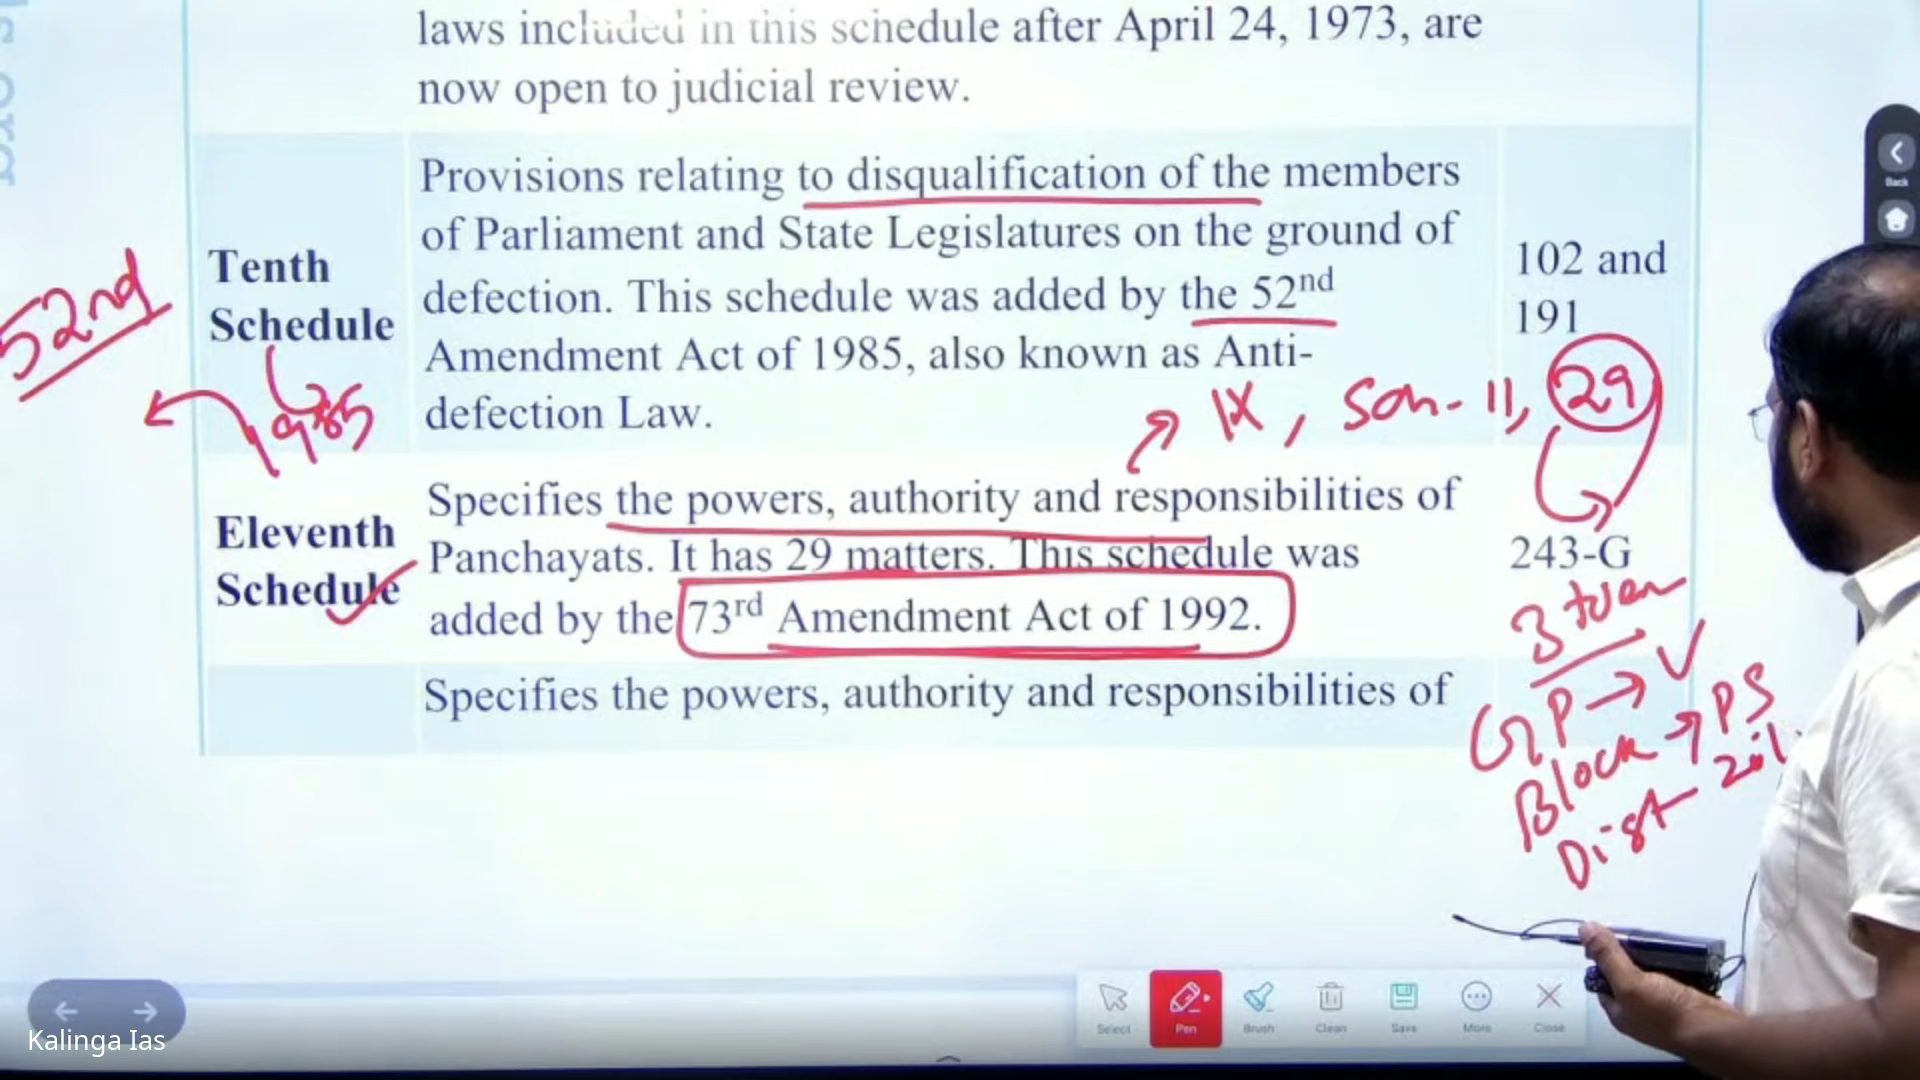 laws included in this schedule after April 24, 1973, are
now open to judicial review.
Tenth
Schedule
Provisions relating to disqualification of the members
of Parliament and State Legislatures on the ground of
defection. This schedule was added by the 52nd
Amendment Act of 1985, also known as Anti-
defection Law.
102 and
191
52nd
1985
IX, Sch-11, 29
Eleventh
Schedule
Specifies the powers, authority and responsibilities of
Panchayats. It has 29 matters. This schedule was
added by the 73rd Amendment Act of 1992.
243-G
3 tier
GP → V
Block → PS
Dist Zil
Specifies the powers, authority and responsibilities of
Back
Select
Pen
Brush
Clean
Save
More
Close
Kalinga Ias